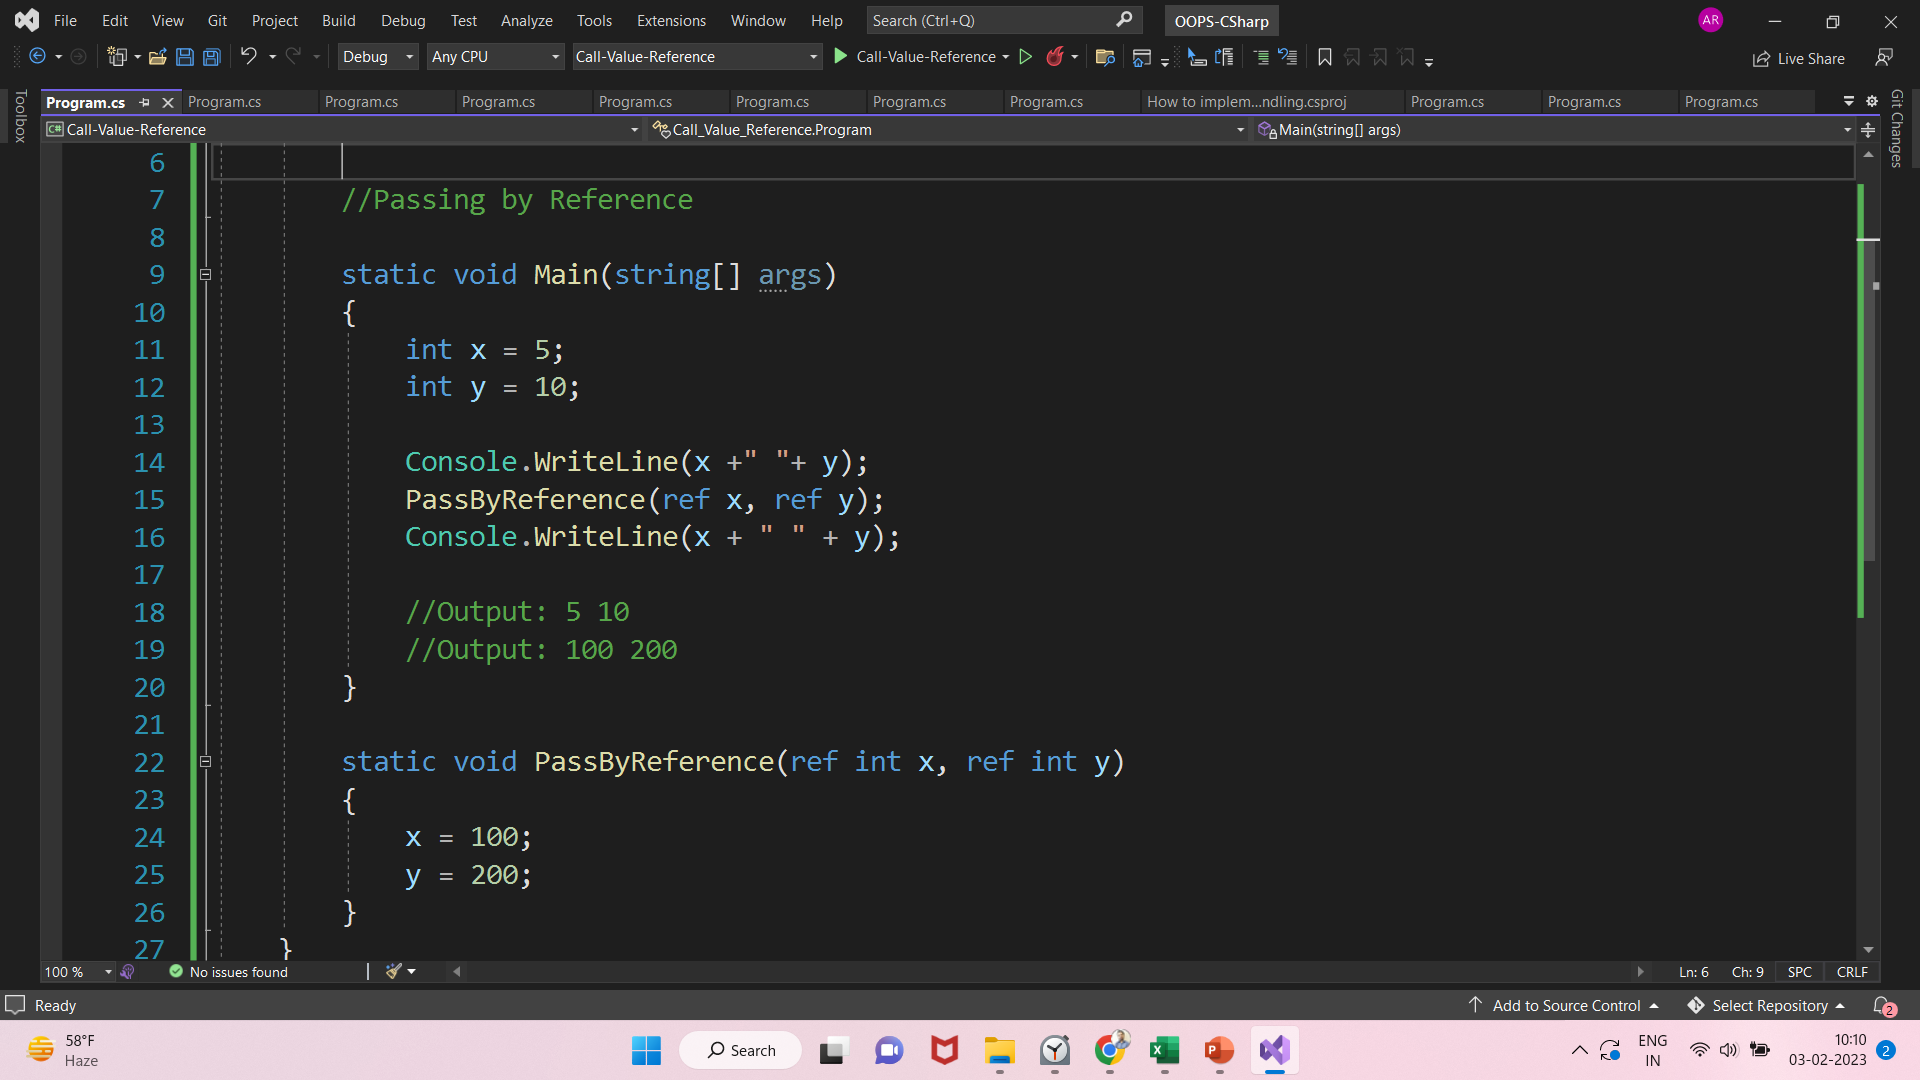 File Edit View Git Project Build Debug Test Analyze Tools Extensions Window Help Search (Ctrl+Q) OOPS-CSharp AR
Debug Any CPU Call-Value-Reference Call-Value-Reference Live Share
Program.cs Program.cs Program.cs Program.cs Program.cs Program.cs Program.cs Program.cs How to implem...ndling.csproj Program.cs Program.cs Program.cs
Toolbox
Git Changes
C# Call-Value-Reference Call_Value_Reference.Program Main(string[] args)
6
7 //Passing by Reference
8
9 static void Main(string[] args)
10 {
11 int x = 5;
12 int y = 10;
13
14 Console.WriteLine(x +" "+ y);
15 PassByReference(ref x, ref y);
16 Console.WriteLine(x + " " + y);
17
18 //Output: 5 10
19 //Output: 100 200
20 }
21
22 static void PassByReference(ref int x, ref int y)
23 {
24 x = 100;
25 y = 200;
26 }
27 }
100 % No issues found Ln: 6 Ch: 9 SPC CRLF
Ready Add to Source Control Select Repository 2
58°F
Haze
Search
ENG
IN
10:10
03-02-2023
2